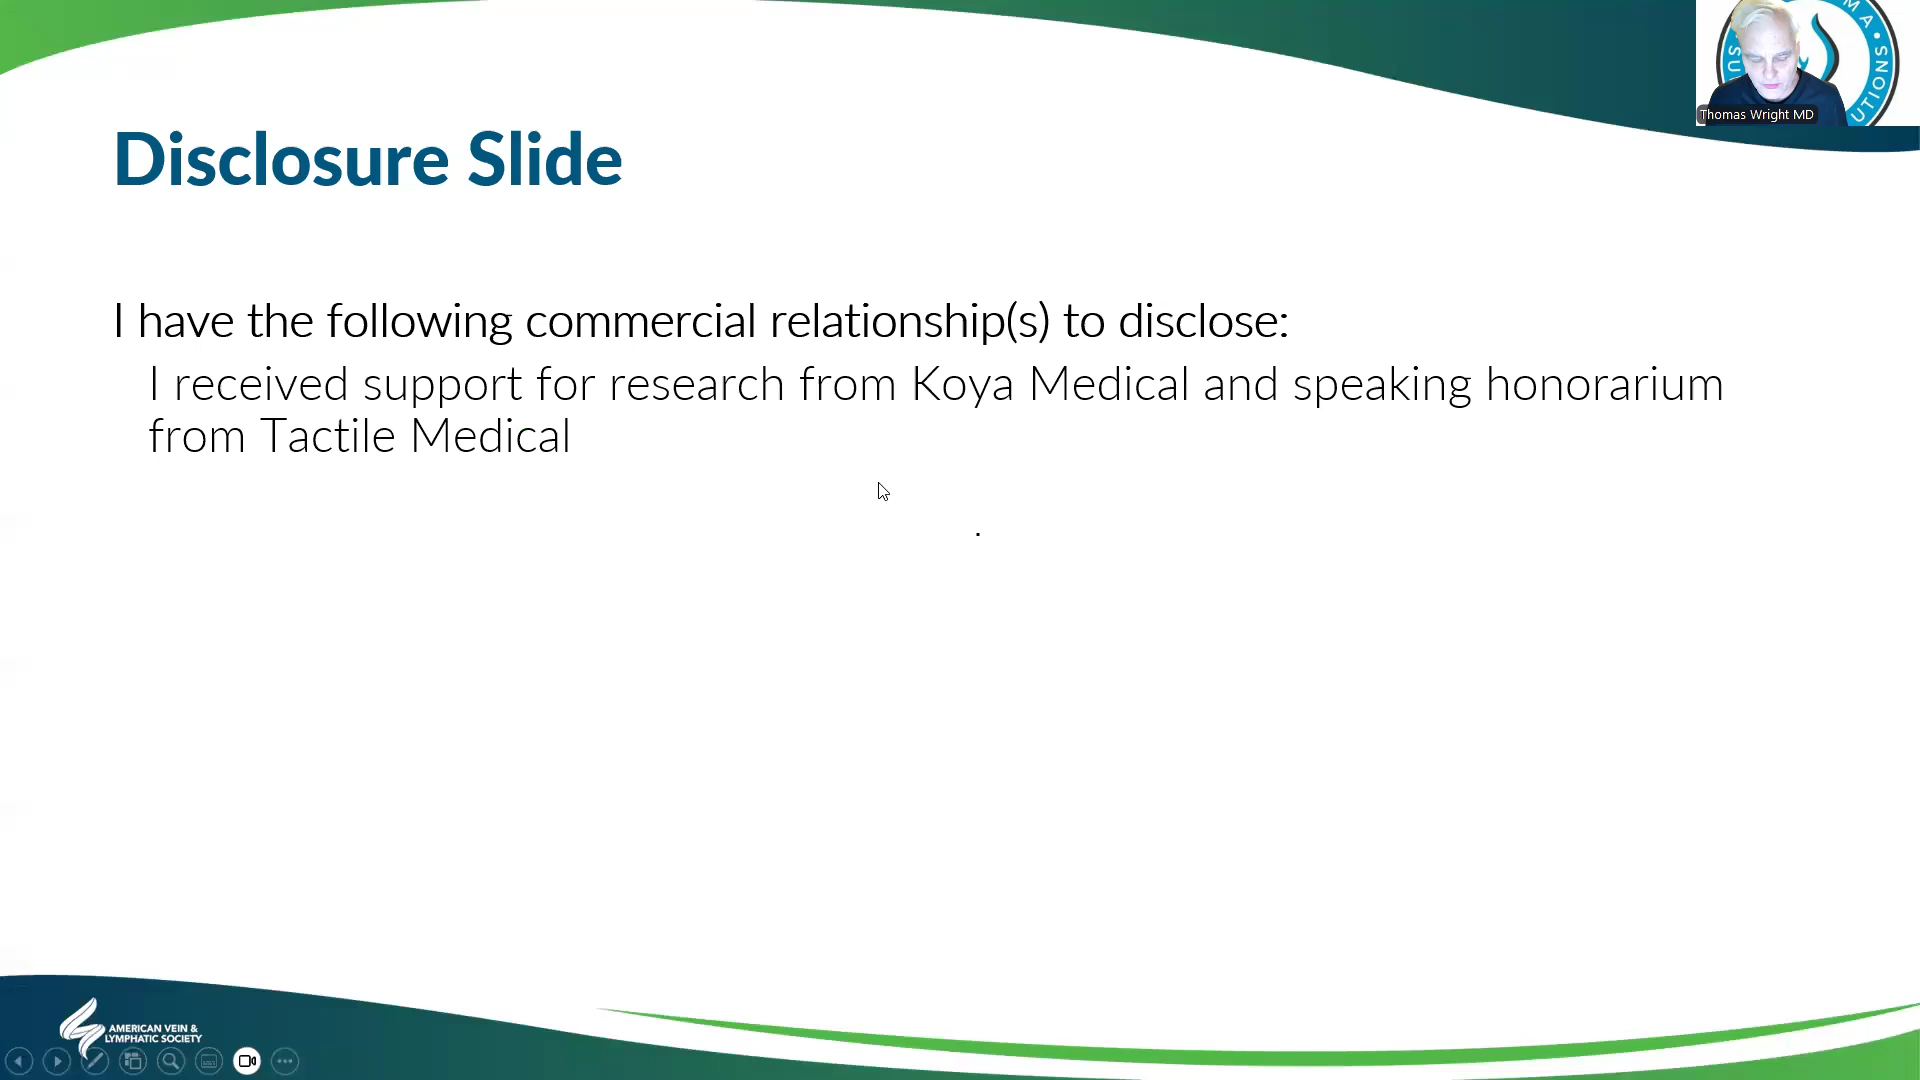 Disclosure Slide
I have the following commercial relationship(s) to disclose:
I received support for research from Koya Medical and speaking honorarium
from Tactile Medical
.
Thomas Wright MD
AMERICAN VEIN &
LYMPHATIC SOCIETY